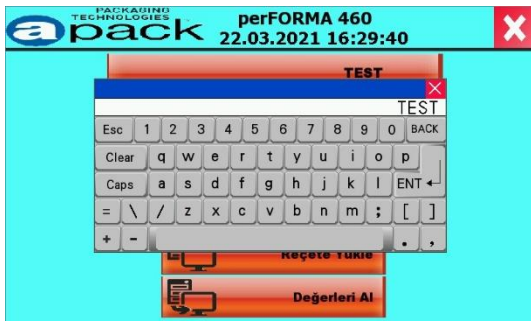 PACKAGING
TECHNOLOGIES
apack
perFORMA 460
22.03.2021 16:29:40
X
TEST
X
TEST
Esc 1 2 3 4 5 6 7 8 9 0 BACK
Clear q w e r t y u i o p
Caps a s d f g h j k l ENT
= \ / z x c v b n m ; [ ]
+ - . ,
Reçete Yükle
Değerleri Al